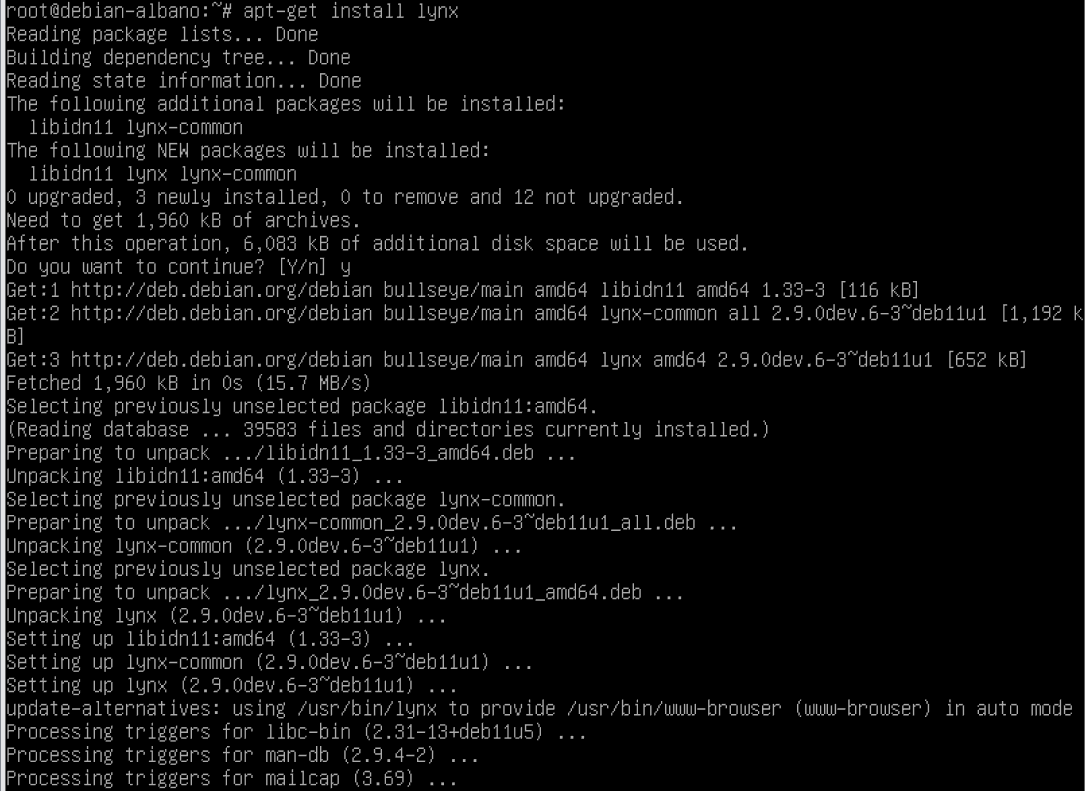 root@debian-albano:~# apt-get install lynx
Reading package lists... Done
Building dependency tree... Done
Reading state information... Done
The following additional packages will be installed:
  libidn11 lynx-common
The following NEW packages will be installed:
  libidn11 lynx lynx-common
0 upgraded, 3 newly installed, 0 to remove and 12 not upgraded.
Need to get 1,960 kB of archives.
After this operation, 6,083 kB of additional disk space will be used.
Do you want to continue? [Y/n] y
Get:1 http://deb.debian.org/debian bullseye/main amd64 libidn11 amd64 1.33-3 [116 kB]
Get:2 http://deb.debian.org/debian bullseye/main amd64 lynx-common all 2.9.0dev.6-3~deb11u1 [1,192 k
B]
Get:3 http://deb.debian.org/debian bullseye/main amd64 lynx amd64 2.9.0dev.6-3~deb11u1 [652 kB]
Fetched 1,960 kB in 0s (15.7 MB/s)
Selecting previously unselected package libidn11:amd64.
(Reading database ... 39583 files and directories currently installed.)
Preparing to unpack .../libidn11_1.33-3_amd64.deb ...
Unpacking libidn11:amd64 (1.33-3) ...
Selecting previously unselected package lynx-common.
Preparing to unpack .../lynx-common_2.9.0dev.6-3~deb11u1_all.deb ...
Unpacking lynx-common (2.9.0dev.6-3~deb11u1) ...
Selecting previously unselected package lynx.
Preparing to unpack .../lynx_2.9.0dev.6-3~deb11u1_amd64.deb ...
Unpacking lynx (2.9.0dev.6-3~deb11u1) ...
Setting up libidn11:amd64 (1.33-3) ...
Setting up lynx-common (2.9.0dev.6-3~deb11u1) ...
Setting up lynx (2.9.0dev.6-3~deb11u1) ...
update-alternatives: using /usr/bin/lynx to provide /usr/bin/www-browser (www-browser) in auto mode
Processing triggers for libc-bin (2.31-13+deb11u5) ...
Processing triggers for man-db (2.9.4-2) ...
Processing triggers for mailcap (3.69) ...